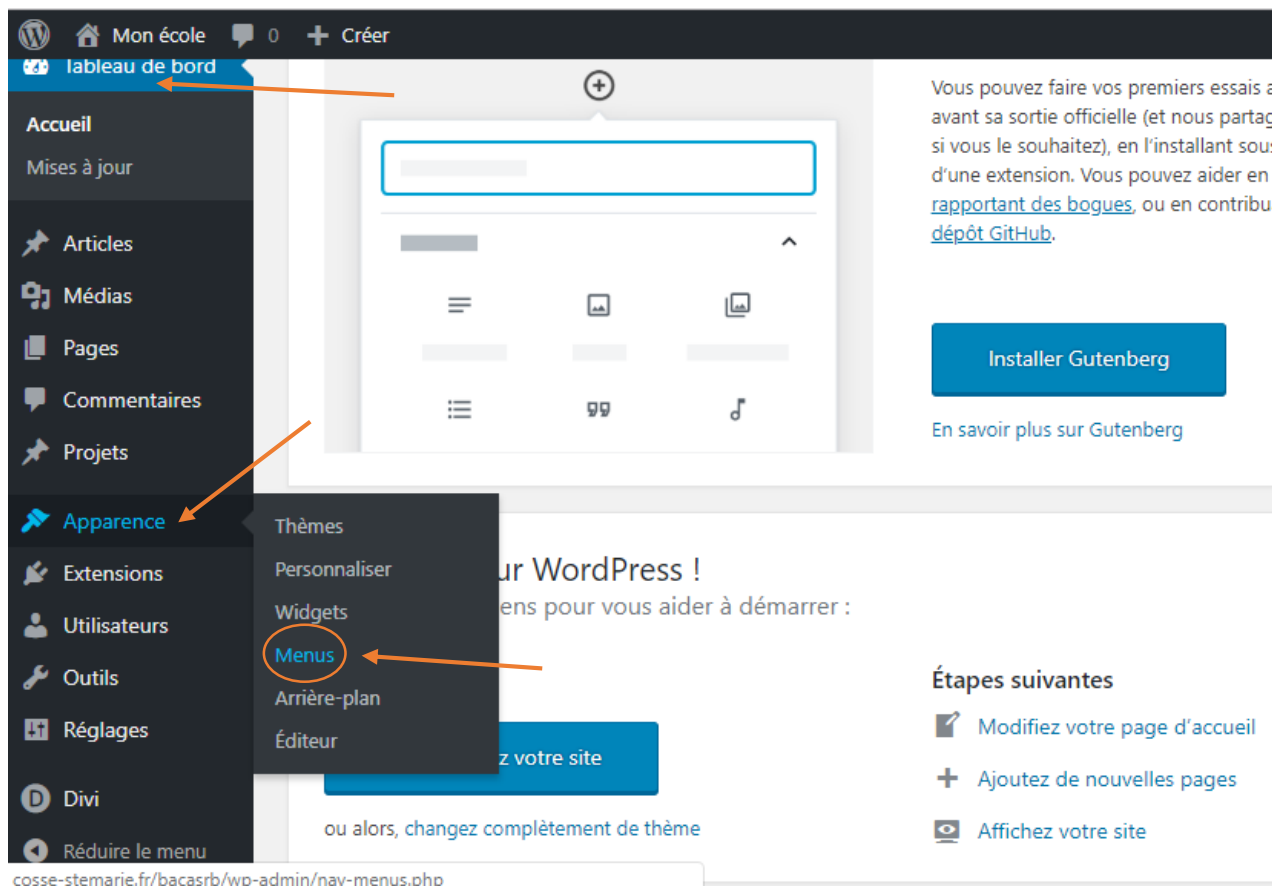 Mon école 0 + Créer
Tableau de bord
Accueil
Mises à jour
Articles
Médias
Pages
Commentaires
Projets
Apparence
Extensions
Utilisateurs
Outils
Réglages
Divi
Réduire le menu
Thèmes
Personnaliser
Widgets
Menus
Arrière-plan
Éditeur
Vous pouvez faire vos premiers essais a
avant sa sortie officielle (et nous partag
si vous le souhaitez), en l’installant sous
d’une extension. Vous pouvez aider en
rapportant des bogues, ou en contribu
dépôt GitHub.
Installer Gutenberg
En savoir plus sur Gutenberg
ur WordPress !
ens pour vous aider à démarrer :
z votre site
ou alors, changez complètement de thème
Étapes suivantes
Modifiez votre page d’accueil
Ajoutez de nouvelles pages
Affichez votre site
cosse-stemarie.fr/bacasrb/wp-admin/nav-menus.php